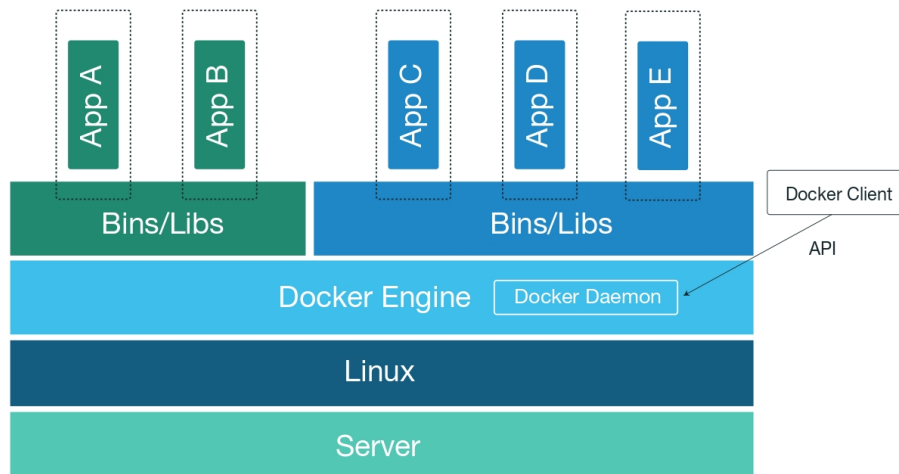 App A
App B
App C
App D
App E
Bins/Libs
Bins/Libs
Docker Client
API
Docker Engine
Docker Daemon
Linux
Server